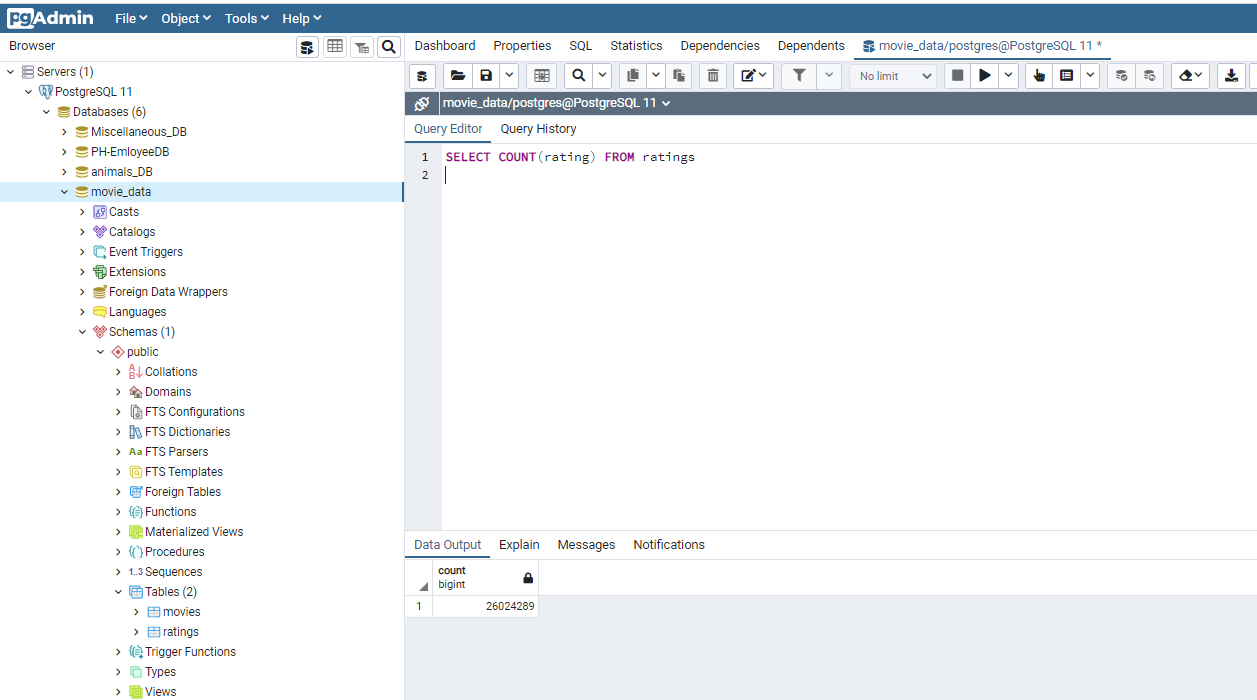 pgAdmin File Object Tools Help
Browser
Dashboard Properties SQL Statistics Dependencies Dependents movie_data/postgres@PostgreSQL 11 *
Servers (1)
PostgreSQL 11
Databases (6)
Miscellaneous_DB
PH-EmloyeeDB
animals_DB
movie_data
Casts
Catalogs
Event Triggers
Extensions
Foreign Data Wrappers
Languages
Schemas (1)
public
Collations
Domains
FTS Configurations
FTS Dictionaries
Aa FTS Parsers
FTS Templates
Foreign Tables
Functions
Materialized Views
Procedures
1..3 Sequences
Tables (2)
movies
ratings
Trigger Functions
Types
Views
No limit
movie_data/postgres@PostgreSQL 11
Query Editor Query History
1 SELECT COUNT(rating) FROM ratings
2
Data Output Explain Messages Notifications
count
bigint
1 26024289